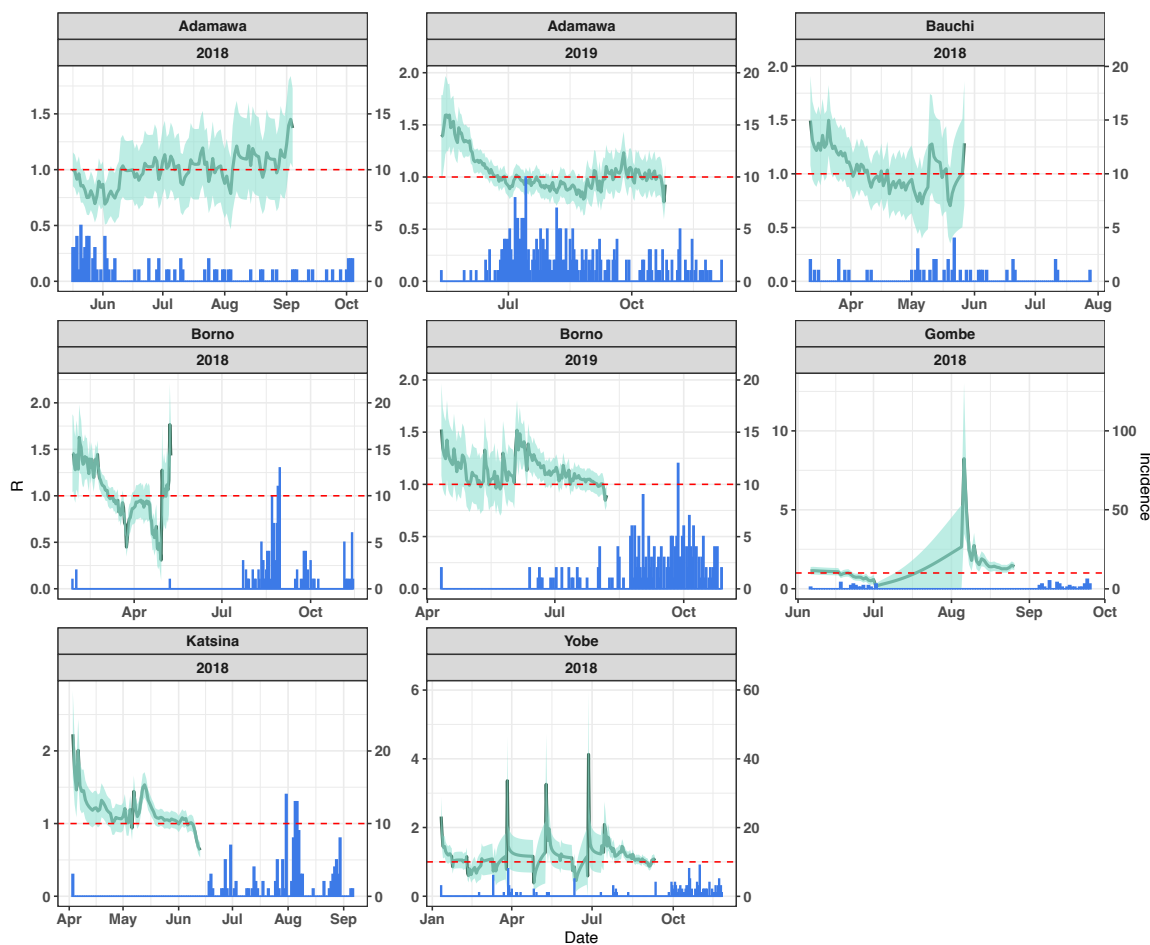 Adamawa
2018
Adamawa
2019
Bauchi
2018
0.0
0.5
1.0
1.5
0
5
10
15
Jun
Jul
Aug
Sep
Oct
0.0
0.5
1.0
1.5
2.0
0
5
10
15
20
Jul
Oct
0.0
0.5
1.0
1.5
2.0
0
5
10
15
20
Apr
May
Jun
Jul
Aug
Borno
2018
Borno
2019
Gombe
2018
0.0
0.5
1.0
1.5
2.0
0
5
10
15
20
Apr
Jul
Oct
0.0
0.5
1.0
1.5
2.0
0
5
10
15
20
Apr
Jul
Oct
0
5
10
0
50
100
Jun
Jul
Aug
Sep
Oct
Katsina
2018
Yobe
2018
0
1
2
0
10
20
Apr
May
Jun
Jul
Aug
Sep
0
2
4
6
0
20
40
60
Jan
Apr
Jul
Oct
R
Incidence
Date